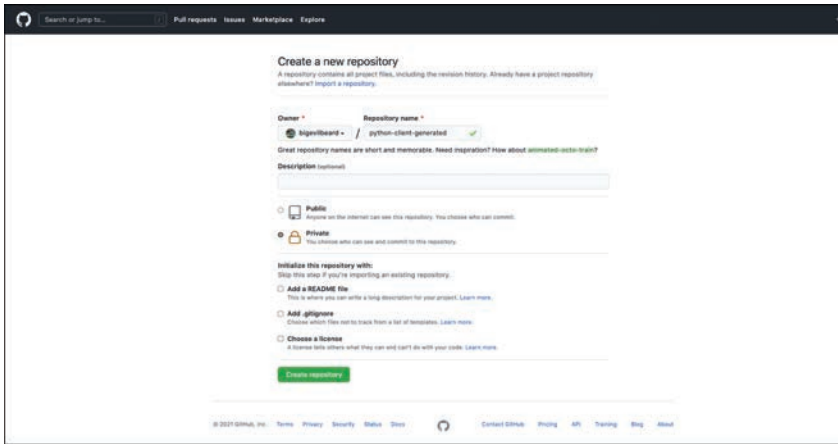 Search or jump to... /
Pull requests Issues Marketplace Explore
Create a new repository
A repository contains all project files, including the revision history. Already have a project repository
elsewhere? Import a repository.
Owner * Repository name *
bigevilbeard / python-client-generated
Great repository names are short and memorable. Need inspiration? How about animated-octo-train?
Description (optional)
Public
Anyone on the internet can see this repository. You choose who can commit.
Private
You choose who can see and commit to this repository.
Initialize this repository with:
Skip this step if you're importing an existing repository.
Add a README file
This is where you can write a long description for your project. Learn more.
Add .gitignore
Choose which files not to track from a list of templates. Learn more.
Choose a license
A license tells others what they can and can't do with your code. Learn more.
Create repository
© 2021 GitHub, Inc. Terms Privacy Security Status Docs Contact GitHub Pricing API Training Blog About